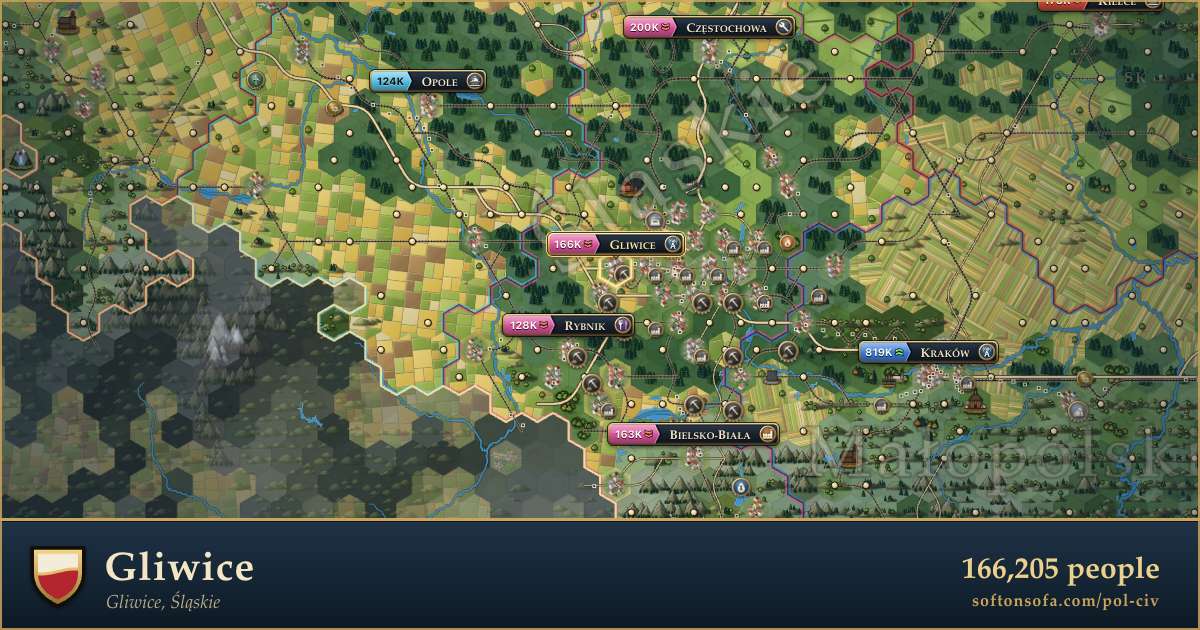 200K CZĘSTOCHOWA
KIELCE
124K OPOLE
Śląskie
166K GLIWICE
128K RYBNIK
819K KRAKÓW
163K BIELSKO-BIAŁA
Małopolsk
Gliwice
Gliwice, Śląskie
166,205 people
softonsofa.com/pol-civ